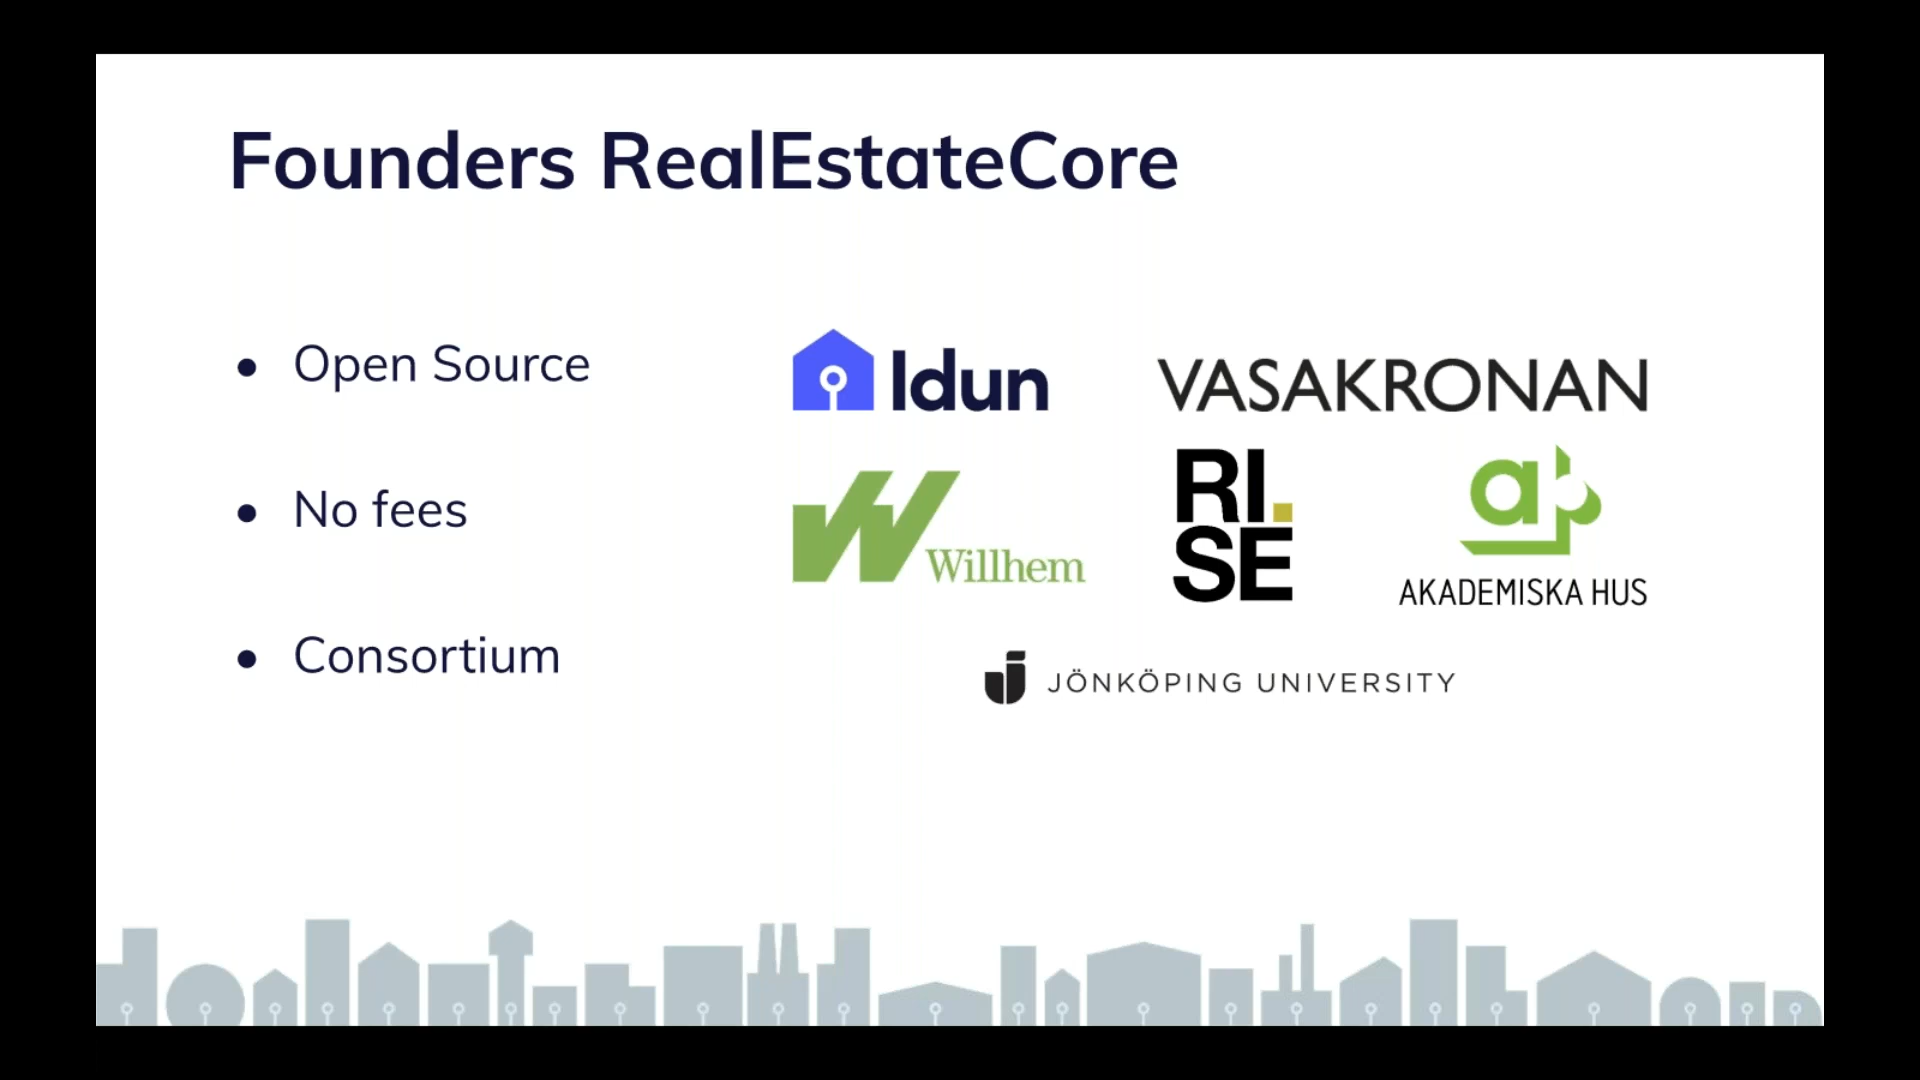 Founders RealEstateCore
• Open Source
• No fees
• Consortium
Idun
VASAKRONAN
Willhem
RI.
SE
AKADEMISKA HUS
JÖNKÖPING UNIVERSITY